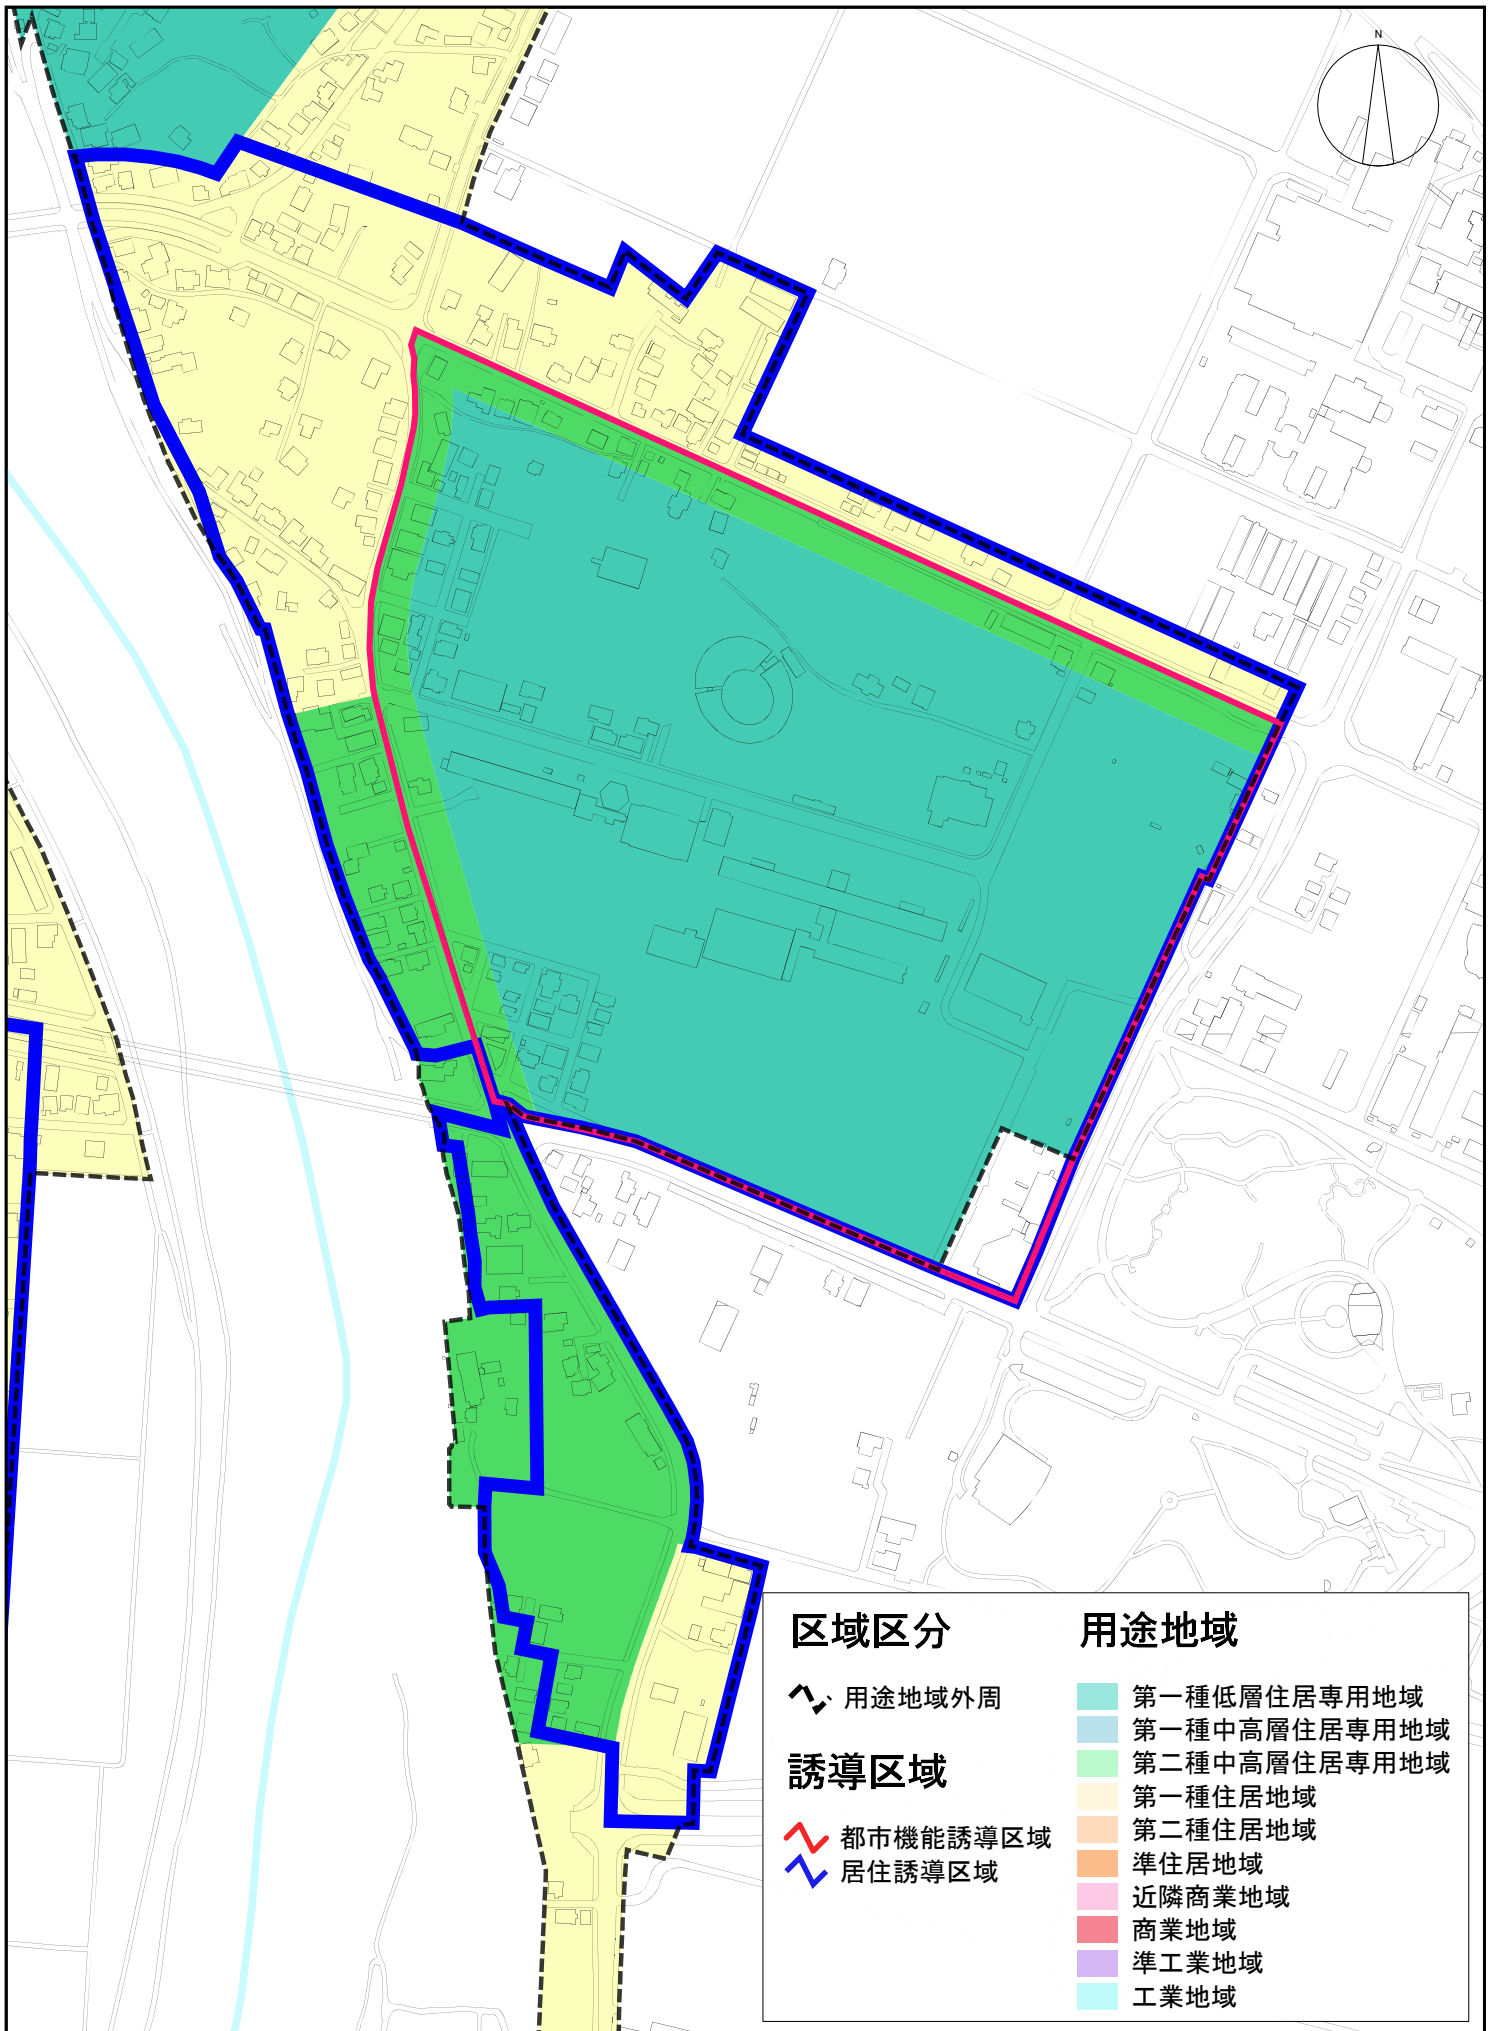 N
区域区分
用途地域外周
誘導区域
都市機能誘導区域
居住誘導区域
用途地域
第一種低層住居専用地域
第一種中高層住居専用地域
第二種中高層住居専用地域
第一種住居地域
第二種住居地域
準住居地域
近隣商業地域
商業地域
準工業地域
工業地域